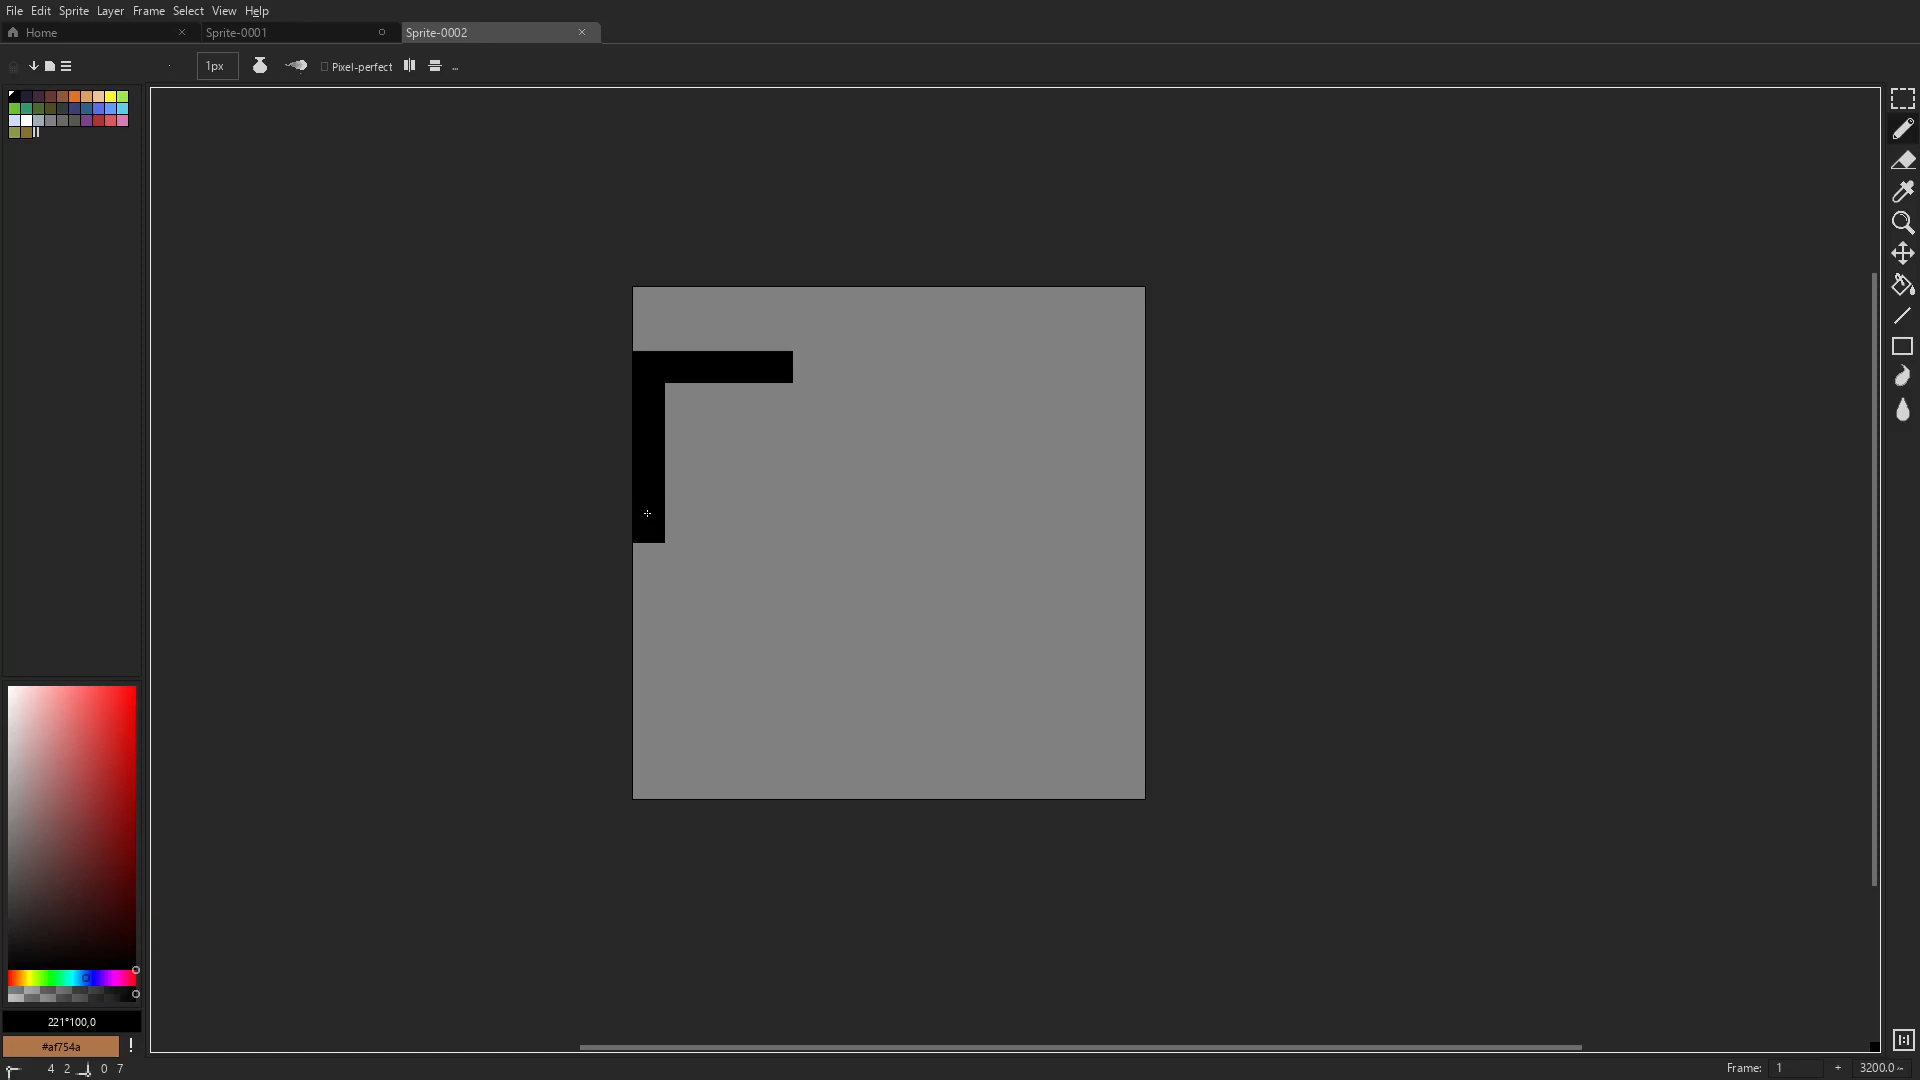 File Edit Sprite Layer Frame Select View Help
Home Sprite-0001 Sprite-0002
1px Pixel-perfect ...
221°100,0
#af754a !
4 2 0 7 Frame: 1 + 3200.0